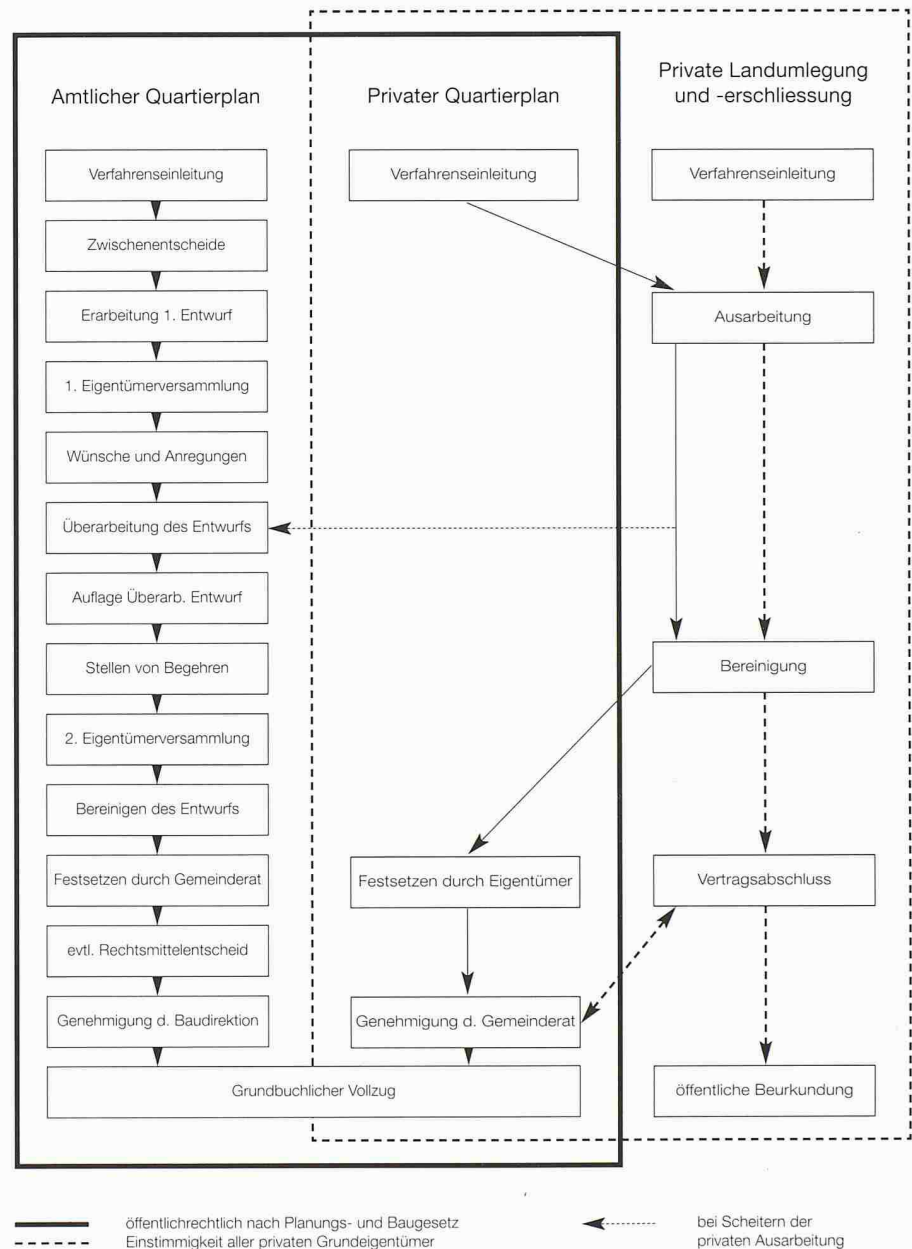 Amtlicher Quartierplan
Verfahrenseinleitung
Zwischenentscheide
Erarbeitung 1. Entwurf
1. Eigentümerversammlung
Wünsche und Anregungen
Überarbeitung des Entwurfs
Auflage Überarb. Entwurf
Stellen von Begehren
2. Eigentümerversammlung
Bereinigen des Entwurfs
Festsetzen durch Gemeinderat
evtl. Rechtsmittelentscheid
Genehmigung d. Baudirektion
Privater Quartierplan
Verfahrenseinleitung
Festsetzen durch Eigentümer
Genehmigung d. Gemeinderat
Grundbuchlicher Vollzug
Private Landumlegung
und -erschliessung
Verfahrenseinleitung
Ausarbeitung
Bereinigung
Vertragsabschluss
öffentliche Beurkundung
öffentlichrechtlich nach Planungs- und Baugesetz
Einstimmigkeit aller privaten Grundeigentümer
bei Scheitern der
privaten Ausarbeitung